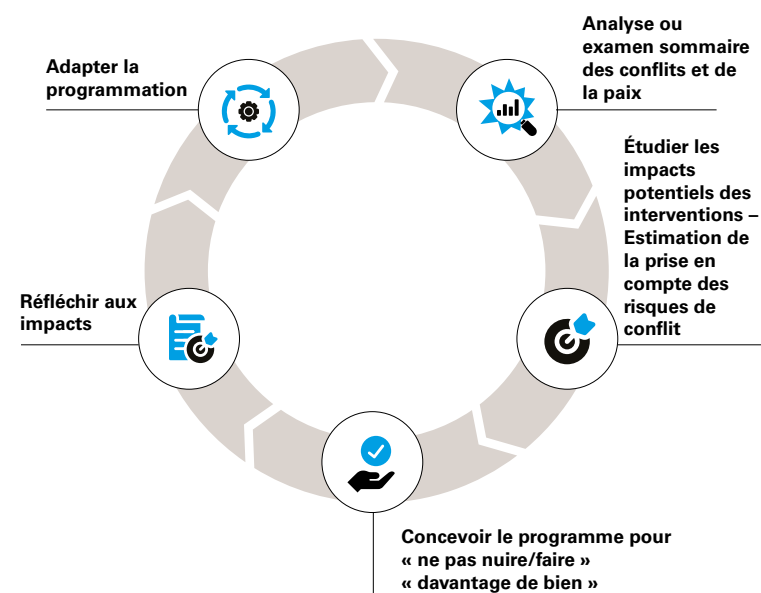 Analyse ou
examen sommaire
des conflits et de
la paix
Étudier les
impacts
potentiels des
interventions –
Estimation de
la prise en
compte des
risques de
conflit
Concevoir le programme pour
« ne pas nuire/faire »
« davantage de bien »
Réfléchir aux
impacts
Adapter la
programmation